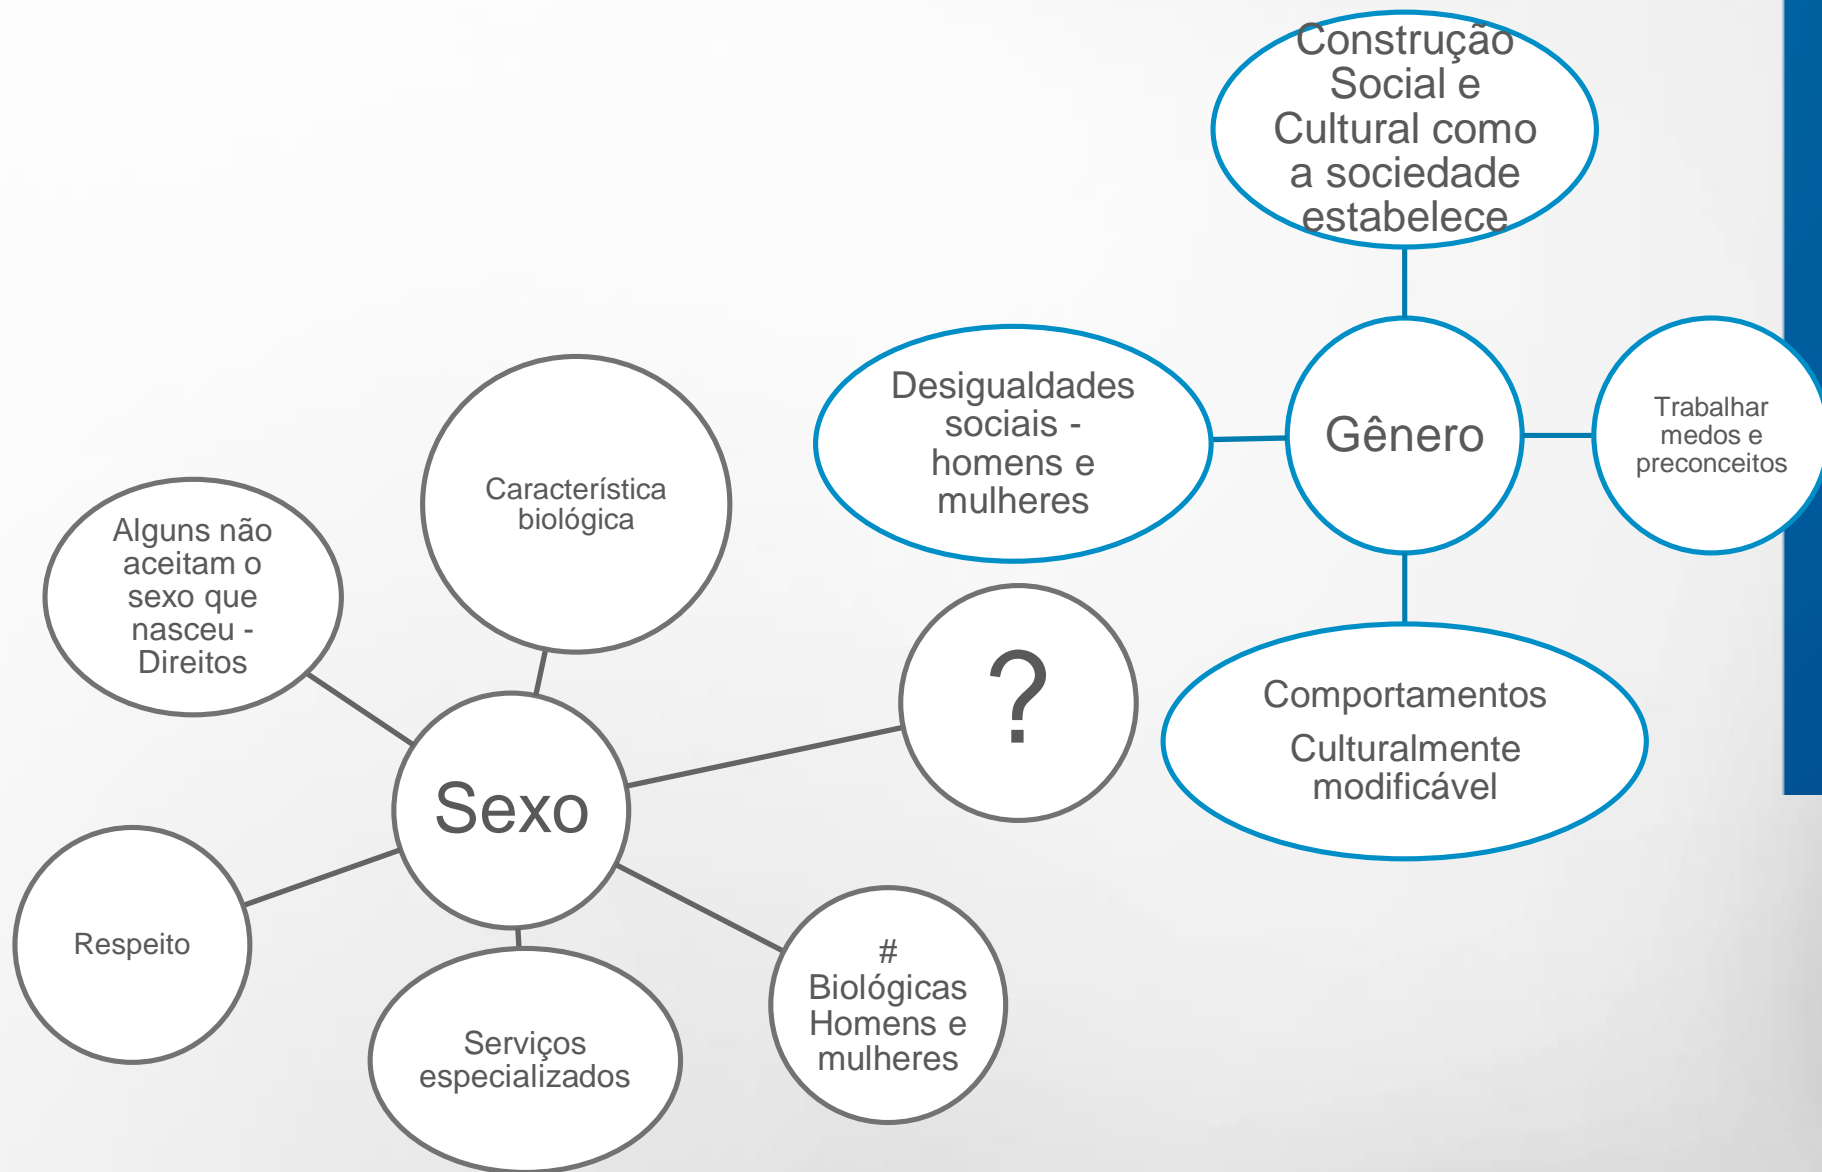 Construção
Social e
Cultural como
a sociedade
estabelece
Desigualdades
sociais -
homens e
mulheres
Gênero
Trabalhar
medos e
preconceitos
Comportamentos
Culturalmente
modificável
Característica
biológica
Alguns não
aceitam o
sexo que
nasceu -
Direitos
?
Sexo
Respeito
Serviços
especializados
#
Biológicas
Homens e
mulheres